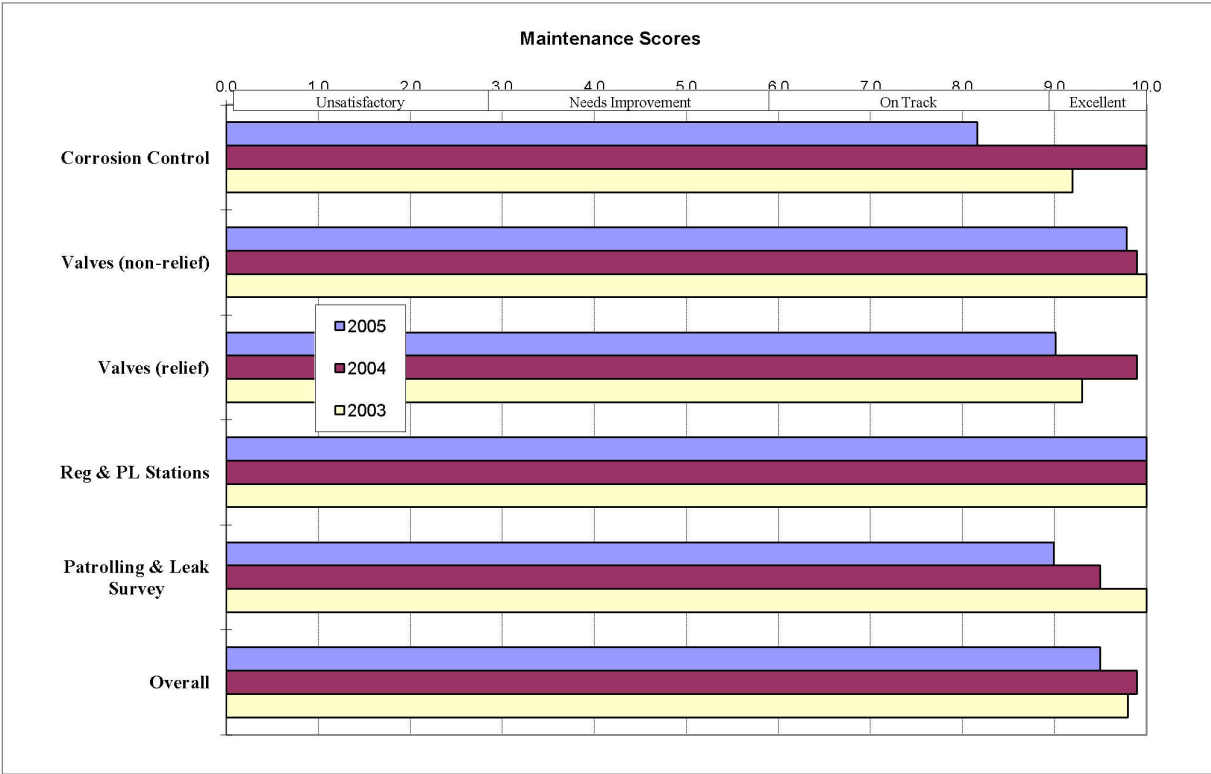 Maintenance Scores
0.0 1.0 2.0 3.0 4.0 5.0 6.0 7.0 8.0 9.0 10.0
Unsatisfactory Needs Improvement On Track Excellent
Corrosion Control
Valves (non-relief)
Valves (relief)
2005
2004
2003
Reg & PL Stations
Patrolling & Leak
Survey
Overall